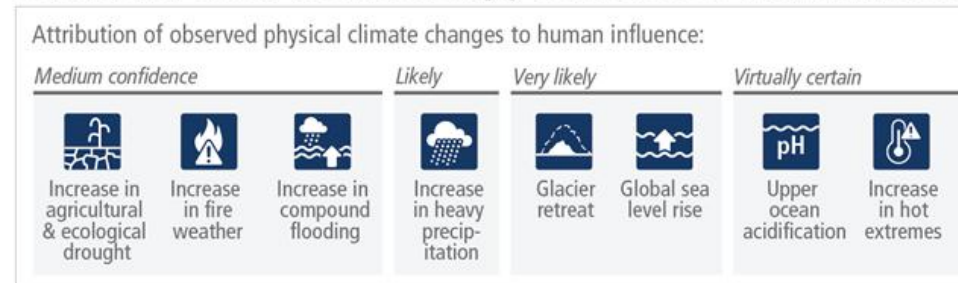 Attribution of observed physical climate changes to human influence:
Medium confidence
Likely
Very likely
Virtually certain
pH
Increase in
agricultural
& ecological
drought
Increase
in fire
weather
Increase in
compound
flooding
Increase
in heavy
precip-
itation
Glacier
retreat
Global sea
level rise
Upper
ocean
acidification
Increase
in hot
extremes